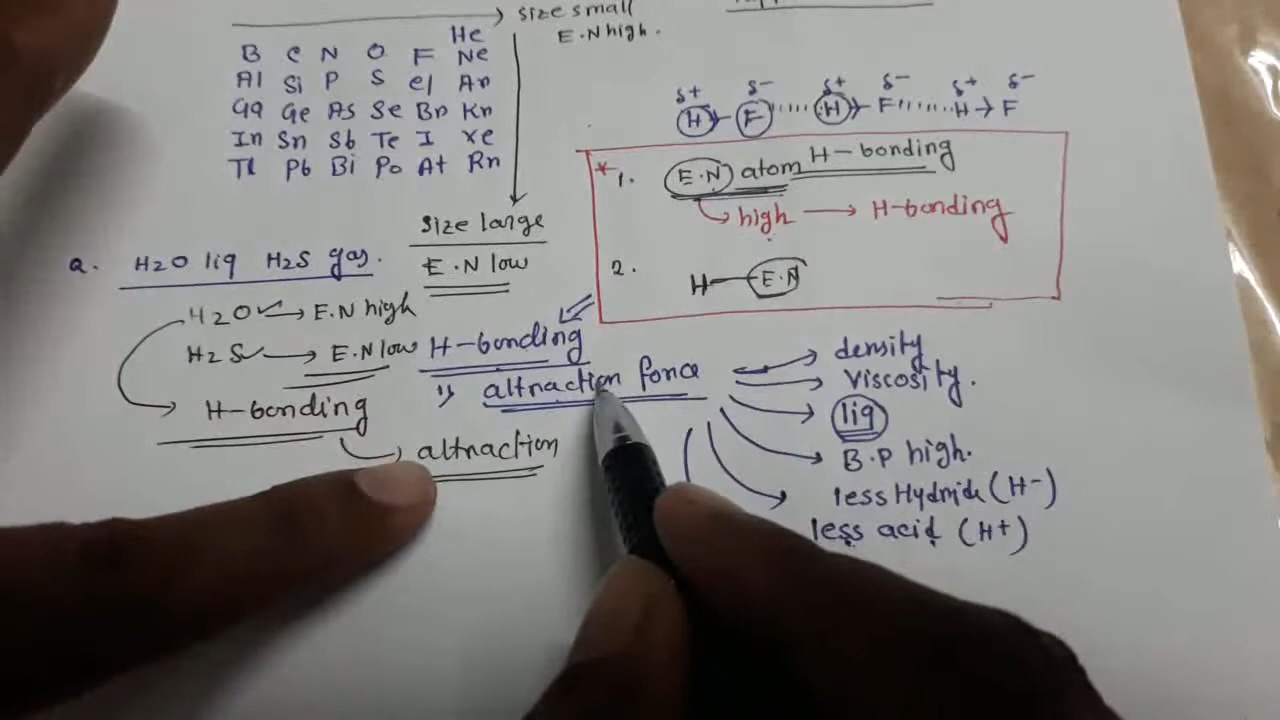 size small
E.N high.
He
B C N O F Ne
Al Si P S Cl Ar
Ga Ge As Se Br Kr
In Sn Sb Te I Xe
Tl Pb Bi Po At Rn
Size large
E.N low
δ+ δ- δ+ δ- δ+ δ-
H F ..... H F ...... H → F
*1. E.N atom H-bonding
high → H-bonding
2. H-E.N
Q. H2O liq H2S gas.
H2O → E.N high
H2S → E.N low
H-bonding
attraction
H-bonding
attraction force
density
viscosity.
liq
B.P high.
less Hydride (H-)
less acid (H+)